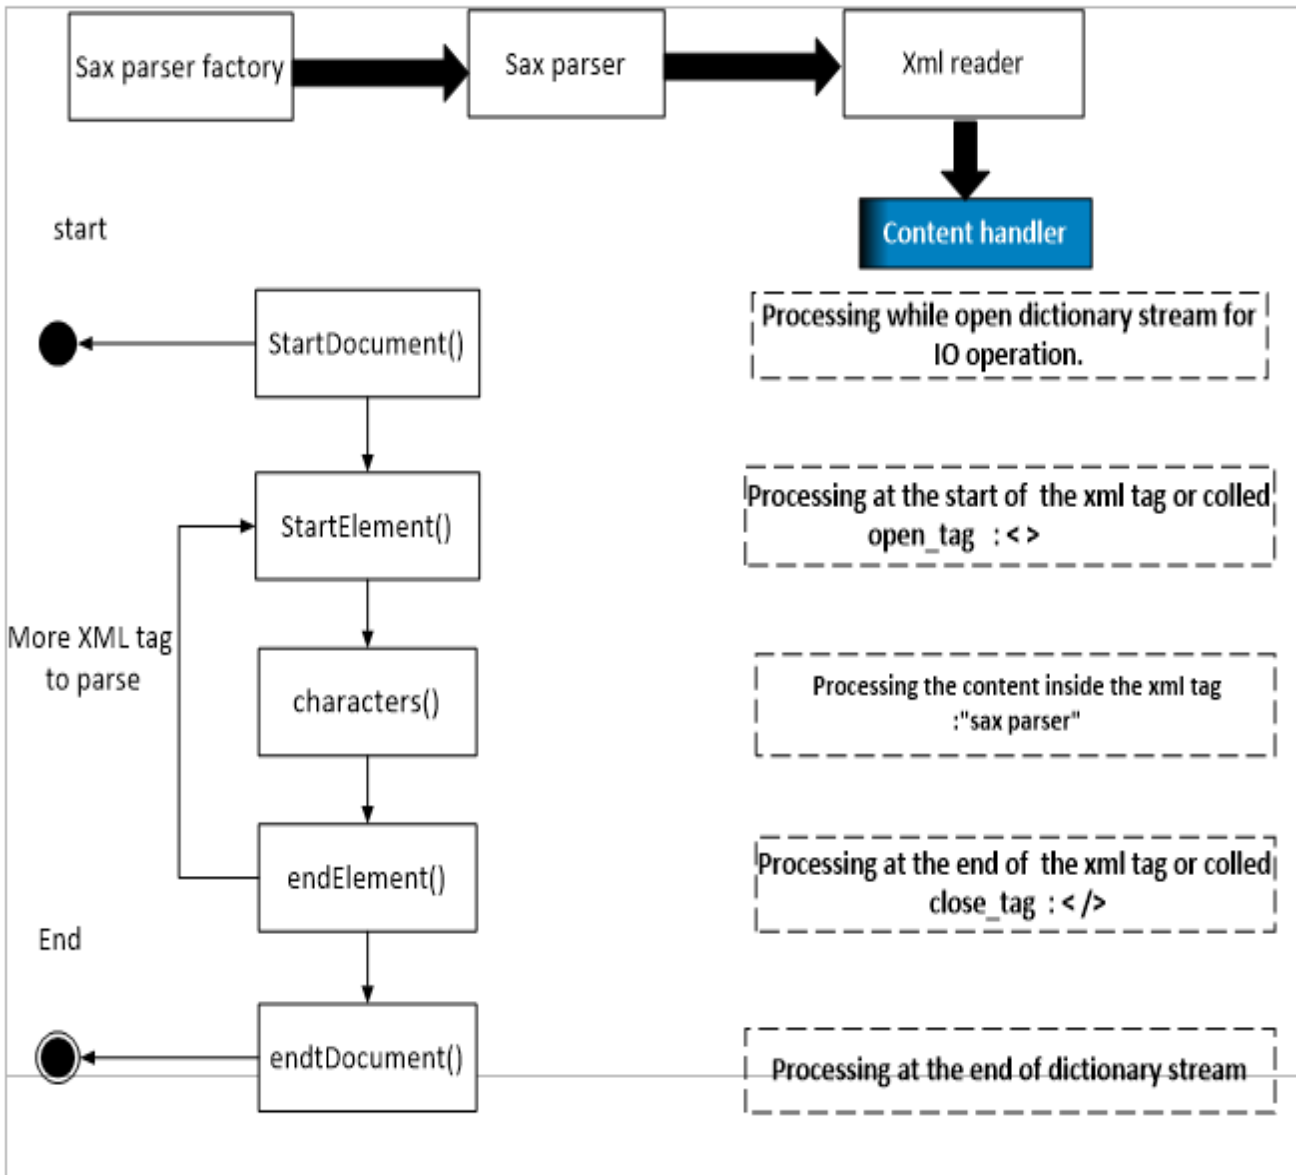 Sax parser factory
Sax parser
Xml reader
Content handler
start
StartDocument()
Processing while open dictionary stream for
IO operation.
StartElement()
Processing at the start of the xml tag or colled
open_tag : < >
More XML tag
to parse
characters()
Processing the content inside the xml tag
:"sax parser"
endElement()
Processing at the end of the xml tag or colled
close_tag : < />
End
endtDocument()
Processing at the end of dictionary stream